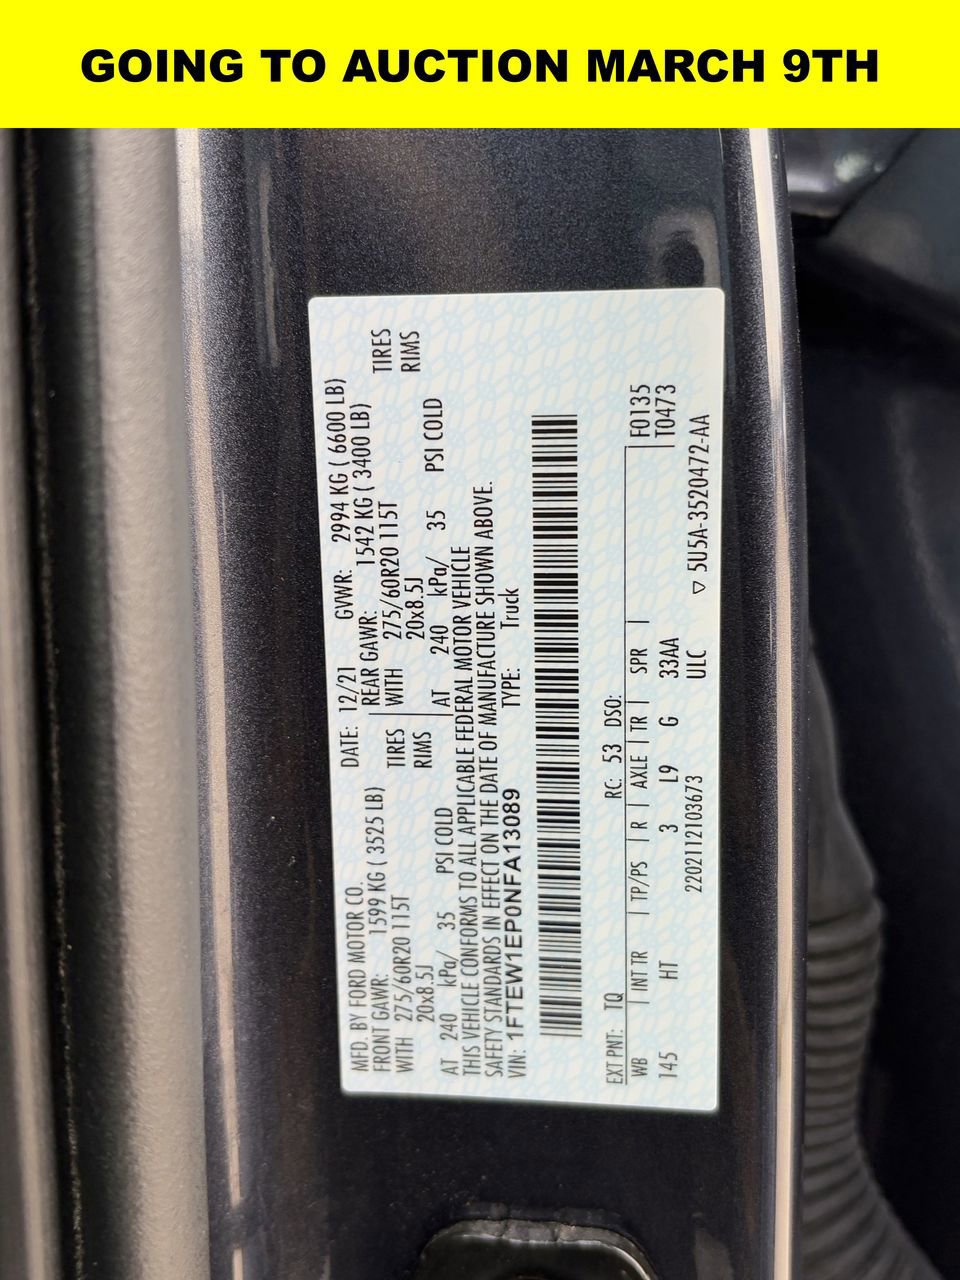 GOING TO AUCTION MARCH 9TH
MFD. BY FORD MOTOR CO.
DATE: 12/21 GVWR: 2994 KG ( 6600 LB)
FRONT GAWR: 1599 KG ( 3525 LB) REAR GAWR: 1542 KG ( 3400 LB)
WITH 275/60R20 115T TIRES WITH 275/60R20 115T TIRES
20x8.5J RIMS 20x8.5J RIMS
AT 240 kPa/ 35 PSI COLD AT 240 kPa/ 35 PSI COLD
THIS VEHICLE CONFORMS TO ALL APPLICABLE FEDERAL MOTOR VEHICLE
SAFETY STANDARDS IN EFFECT ON THE DATE OF MANUFACTURE SHOWN ABOVE.
VIN: 1FTEW1EP0NFA13089 TYPE: Truck
EXT PNT: TQ RC: 53 DSO: F0135
WB | INT TR | TP/PS | R | AXLE | TR | SPR | T0473
145 HT 3 L9 G 33AA
2202112103673 ULC
▽ 5U5A-3520472-AA